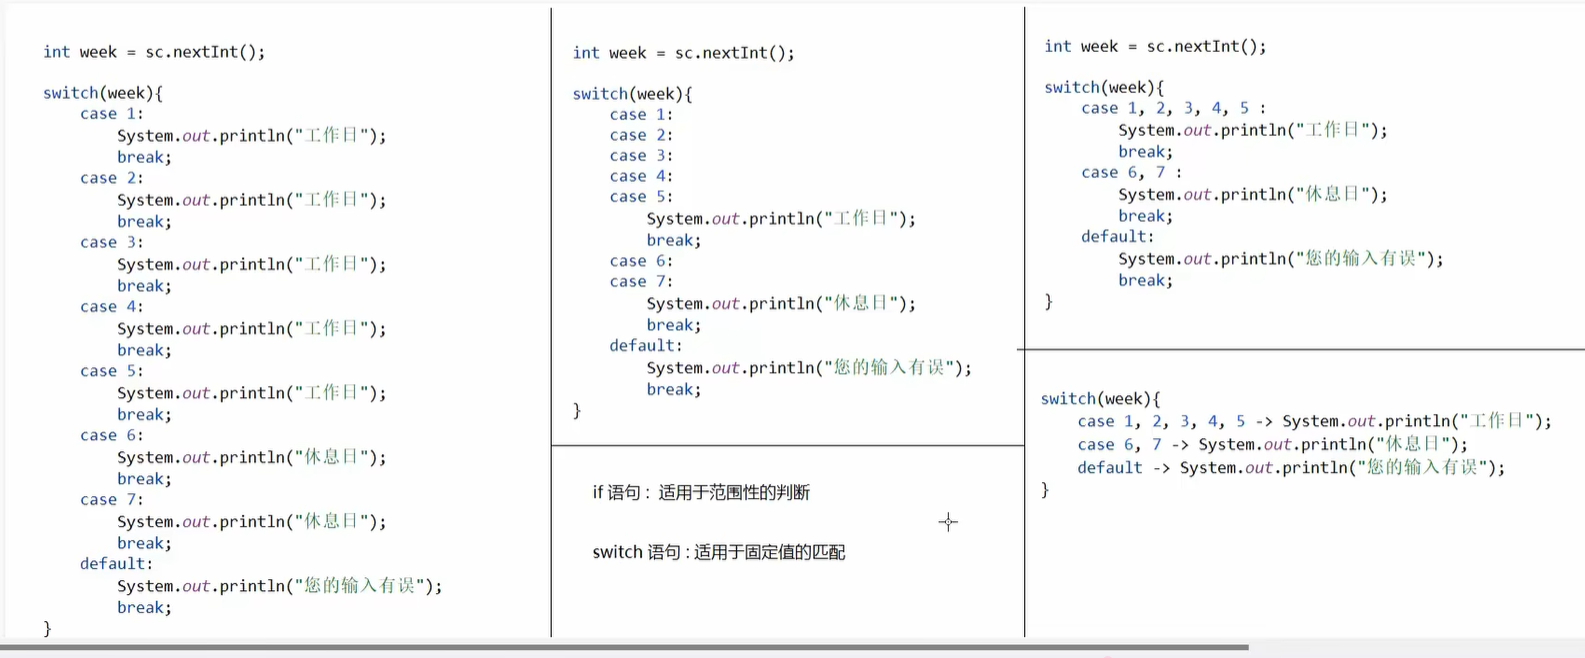 int week = sc.nextInt();
switch(week){
case 1:
System.out.println("工作日");
break;
case 2:
System.out.println("工作日");
break;
case 3:
System.out.println("工作日");
break;
case 4:
System.out.println("工作日");
break;
case 5:
System.out.println("工作日");
break;
case 6:
System.out.println("休息日");
break;
case 7:
System.out.println("休息日");
break;
default:
System.out.println("您的输入有误");
break;
}
int week = sc.nextInt();
switch(week){
case 1:
case 2:
case 3:
case 4:
case 5:
System.out.println("工作日");
break;
case 6:
case 7:
System.out.println("休息日");
break;
default:
System.out.println("您的输入有误");
break;
}
if 语句 : 适用于范围性的判断
switch 语句 : 适用于固定值的匹配
int week = sc.nextInt();
switch(week){
case 1, 2, 3, 4, 5 :
System.out.println("工作日");
break;
case 6, 7 :
System.out.println("休息日");
break;
default:
System.out.println("您的输入有误");
break;
}
switch(week){
case 1, 2, 3, 4, 5 -> System.out.println("工作日");
case 6, 7 -> System.out.println("休息日");
default -> System.out.println("您的输入有误");
}